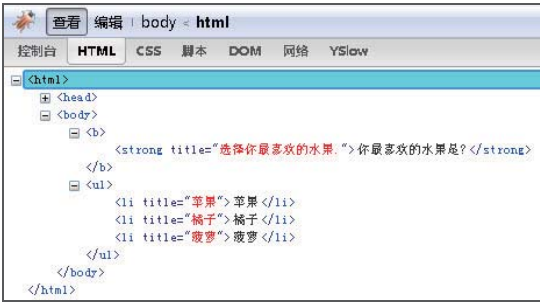 查看 编辑 | body < html
控制台 HTML CSS 脚本 DOM 网络 YSlow
<html>
<head>
<body>
<b>
<strong title="选择你最喜欢的水果.">你最喜欢的水果是?</strong>
</b>
<ul>
<li title="苹果">苹果</li>
<li title="橘子">橘子</li>
<li title="菠萝">菠萝</li>
</ul>
</body>
</html>